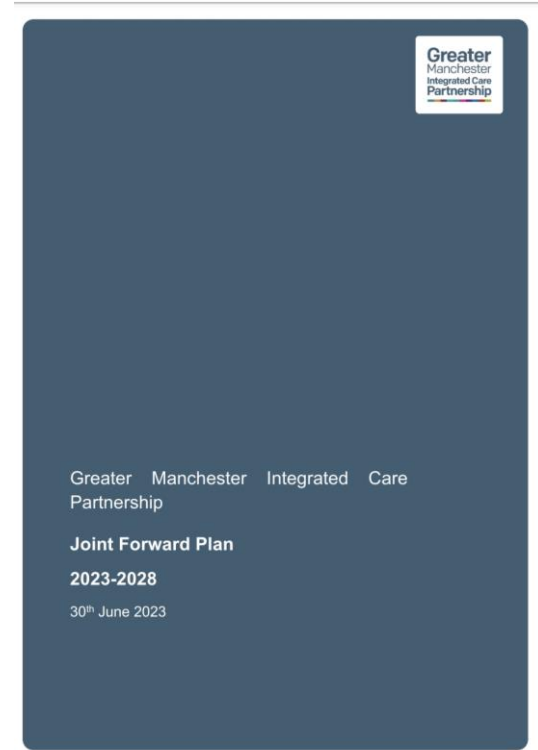 Greater
Manchester
Integrated Care
Partnership
Greater Manchester Integrated Care
Partnership
Joint Forward Plan
2023-2028
30th June 2023